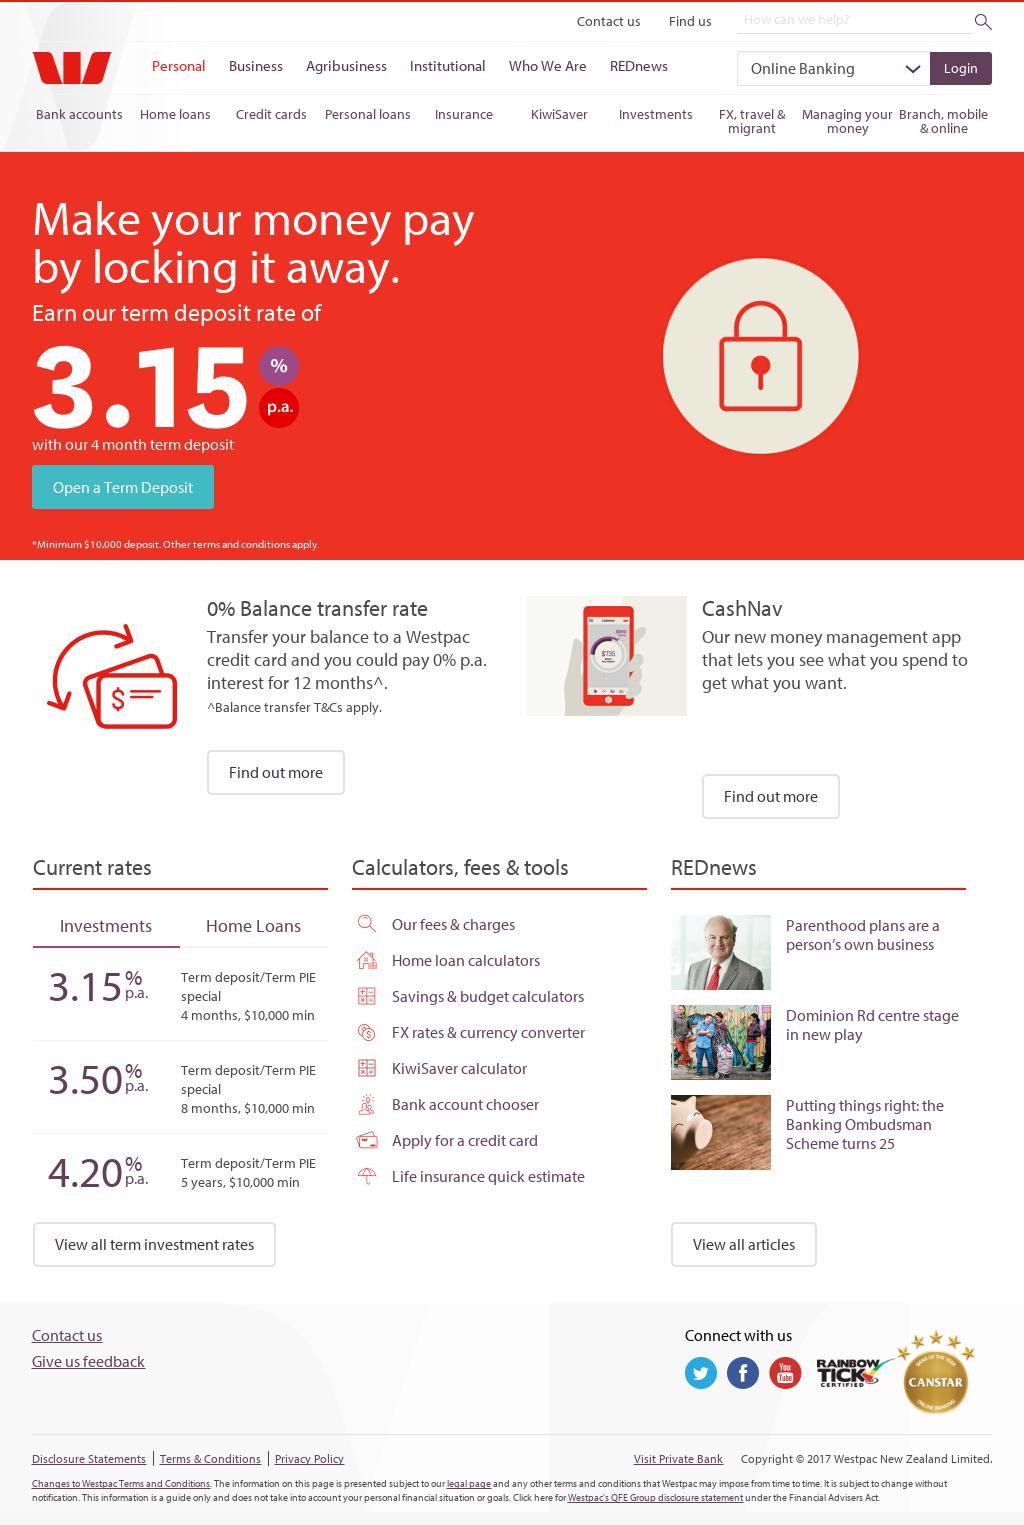 Contact us
Find us
How can we help?
Personal
Business
Agribusiness
Institutional
Who We Are
REDnews
Online Banking
Login
Bank accounts
Home loans
Credit cards
Personal loans
Insurance
KiwiSaver
Investments
FX, travel &
migrant
Managing your
money
Branch, mobile
& online
Make your money pay
by locking it away.
Earn our term deposit rate of
3.15 % p.a.
with our 4 month term deposit
Open a Term Deposit
*Minimum $10,000 deposit. Other terms and conditions apply.
0% Balance transfer rate
Transfer your balance to a Westpac
credit card and you could pay 0% p.a.
interest for 12 months^.
^Balance transfer T&Cs apply.
Find out more
$735
CashNav
Our new money management app
that lets you see what you spend to
get what you want.
Find out more
Current rates
Investments
Home Loans
3.15 % p.a.
Term deposit/Term PIE
special
4 months, $10,000 min
3.50 % p.a.
Term deposit/Term PIE
special
8 months, $10,000 min
4.20 % p.a.
Term deposit/Term PIE
5 years, $10,000 min
View all term investment rates
Calculators, fees & tools
Our fees & charges
Home loan calculators
Savings & budget calculators
FX rates & currency converter
KiwiSaver calculator
Bank account chooser
Apply for a credit card
Life insurance quick estimate
REDnews
Parenthood plans are a
person’s own business
Dominion Rd centre stage
in new play
Putting things right: the
Banking Ombudsman
Scheme turns 25
View all articles
Contact us
Give us feedback
Connect with us
You
Tube
RAINBOW
TICK
CERTIFIED
BANK OF THE YEAR
CANSTAR
ONLINE BANKING
Disclosure Statements
Terms & Conditions
Privacy Policy
Visit Private Bank
Copyright © 2017 Westpac New Zealand Limited.
Changes to Westpac Terms and Conditions. The information on this page is presented subject to our legal page and any other terms and conditions that Westpac may impose from time to time. It is subject to change without
notification. This information is a guide only and does not take into account your personal financial situation or goals. Click here for Westpac's QFE Group disclosure statement under the Financial Advisers Act.